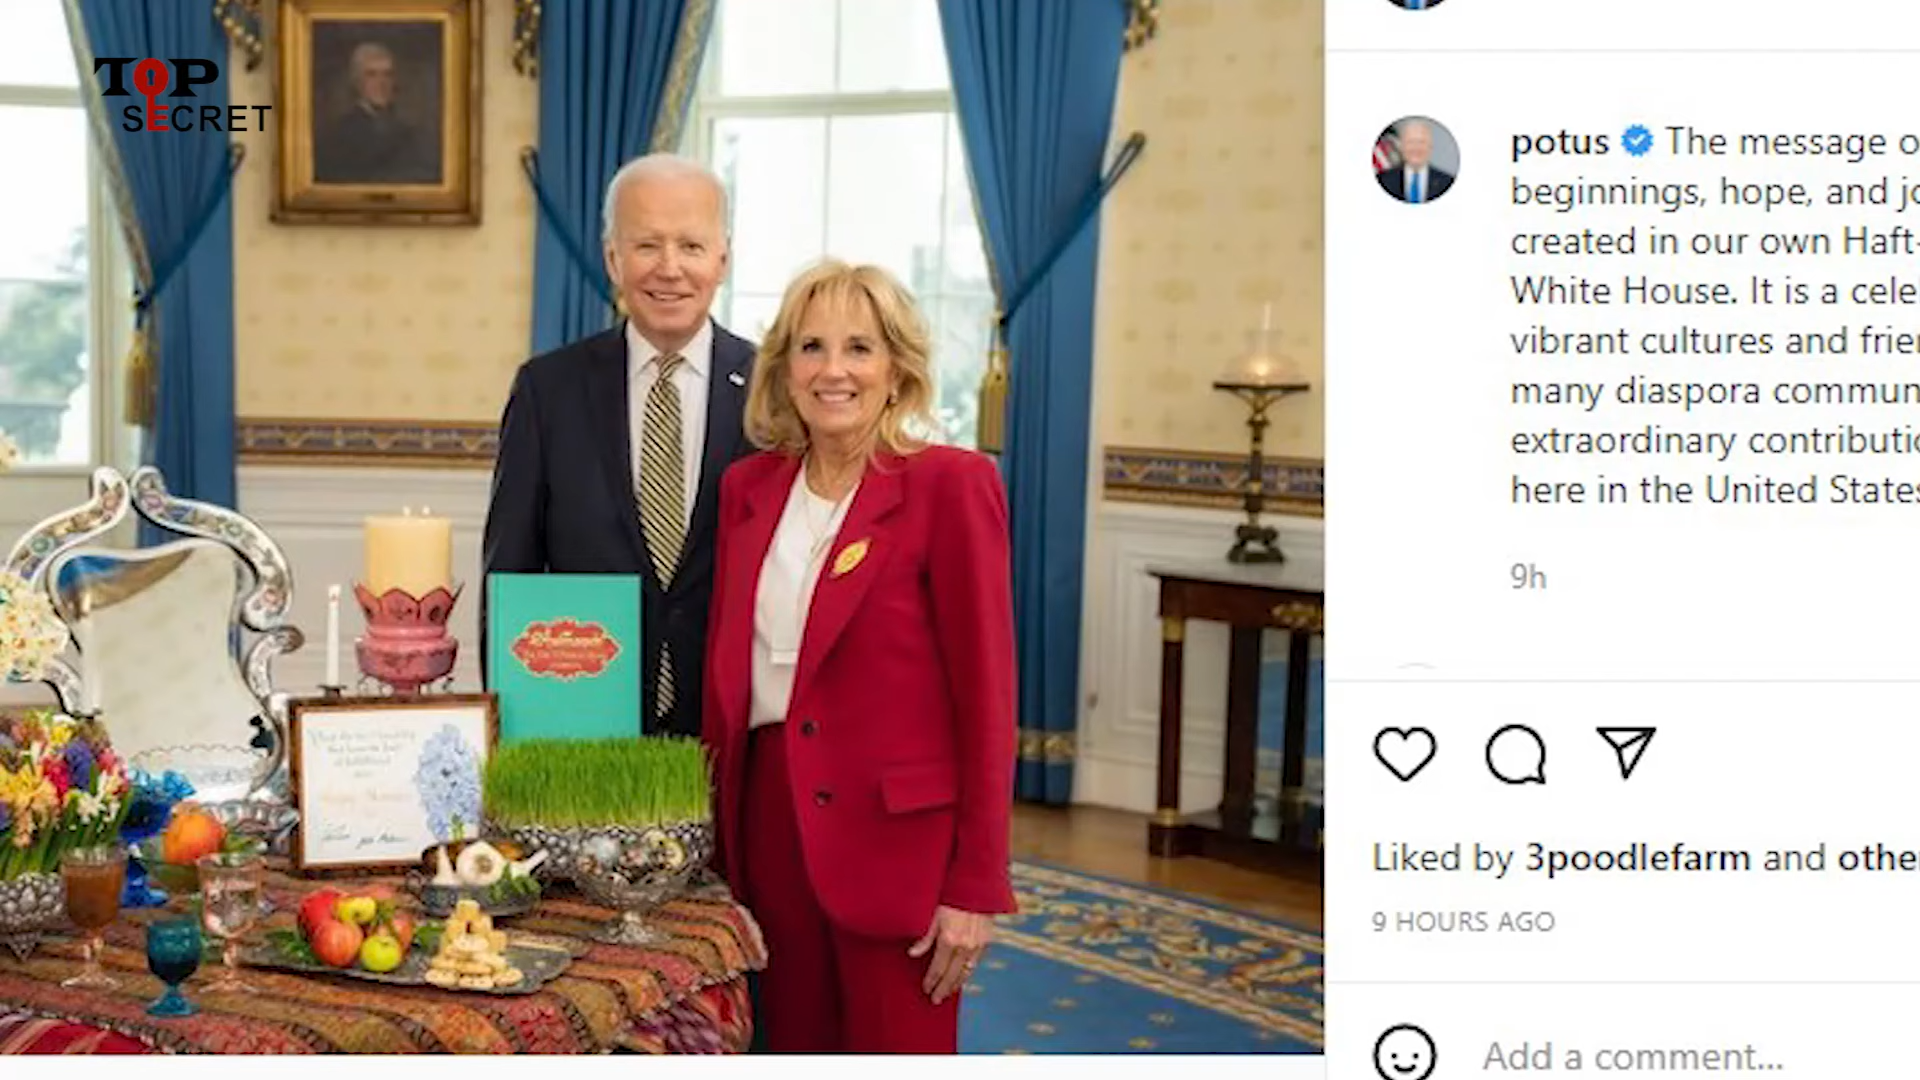 TOP
SECRET
potus The message o
beginnings, hope, and jo
created in our own Haft-
White House. It is a cele
vibrant cultures and frie
many diaspora commun
extraordinary contributio
here in the United States
9h
Liked by 3poodlefarm and othe
9 HOURS AGO
Add a comment...